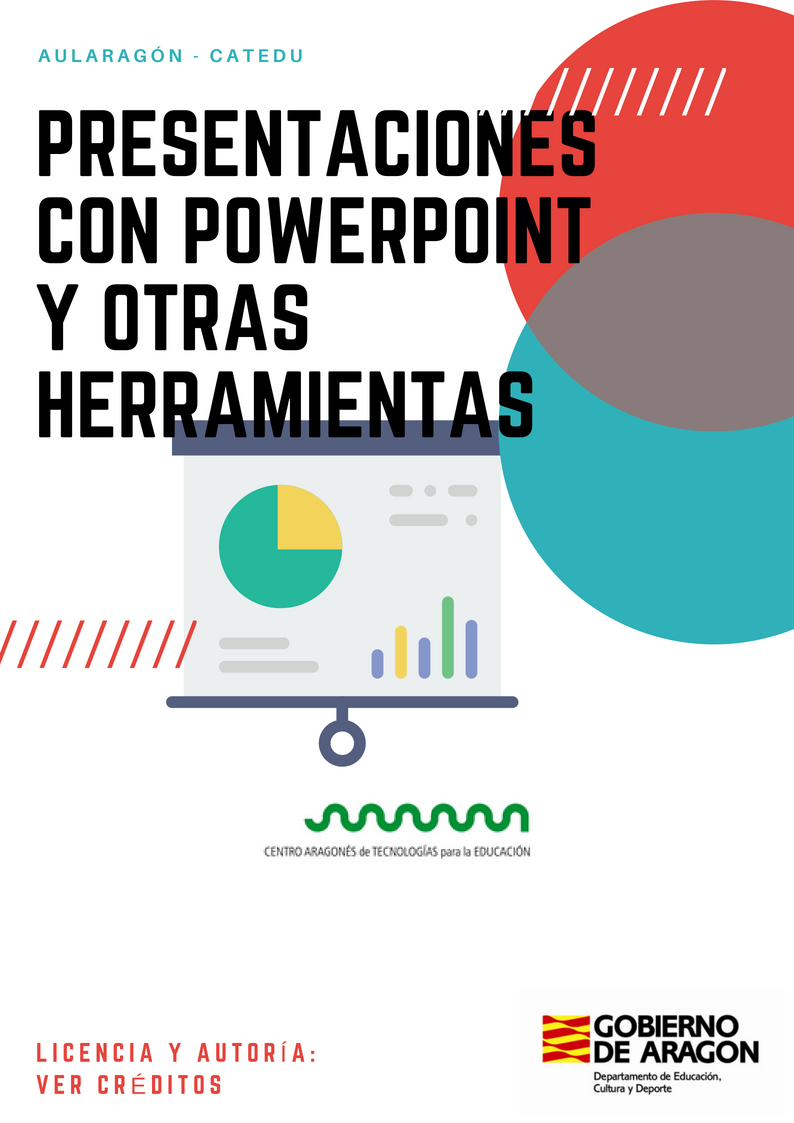 AULARAGÓN - CATEDU
PRESENTACIONES
CON POWERPOINT
Y OTRAS
HERRAMIENTAS
CENTRO ARAGONÉS de TECNOLOGÍAS para la EDUCACIÓN
LICENCIA Y AUTORÍA:
VER CRÉDITOS
GOBIERNO
DE ARAGON
Departamento de Educación,
Cultura y Deporte